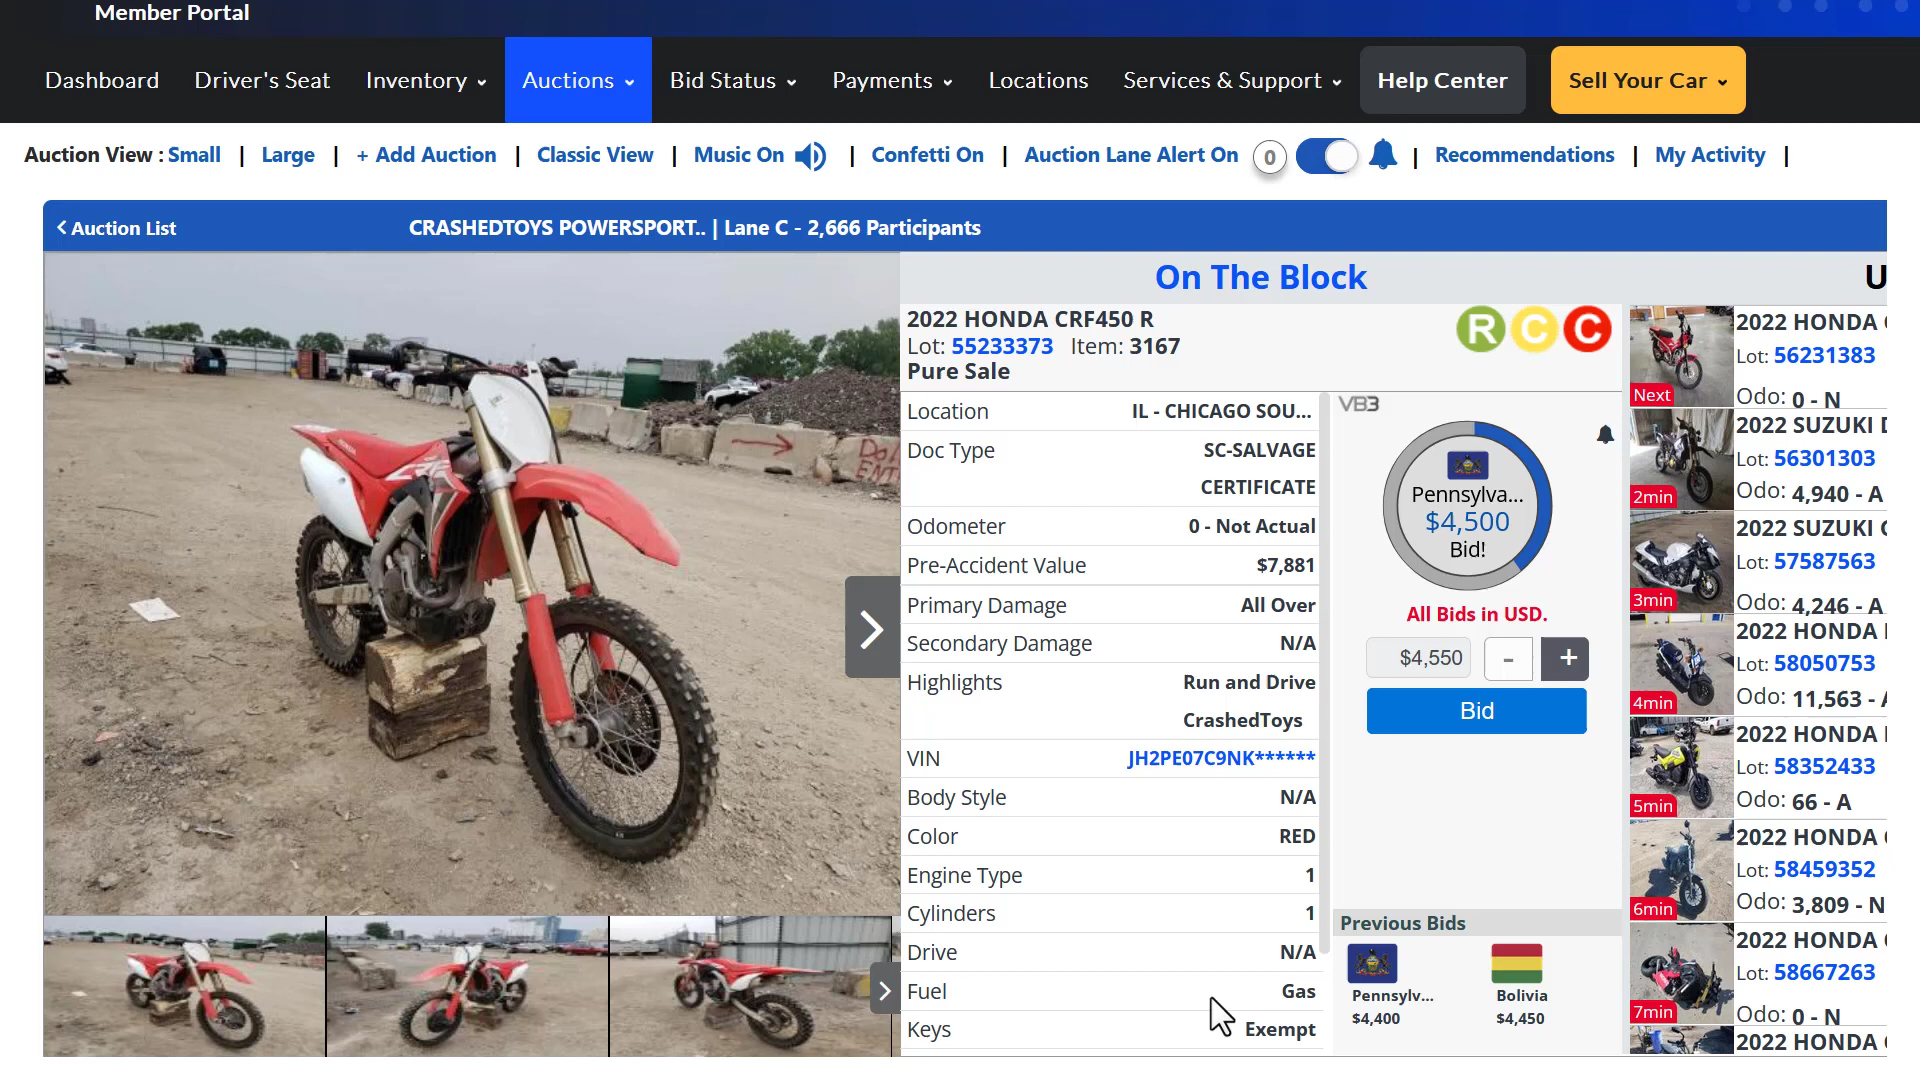 Member Portal
Dashboard
Driver's Seat
Inventory
Auctions
Bid Status
Payments
Locations
Services & Support
Help Center
Sell Your Car
Auction View : Small | Large | + Add Auction | Classic View | Music On | Confetti On | Auction Lane Alert On 0 | Recommendations | My Activity |
Auction List
CRASHEDTOYS POWERSPORT.. | Lane C - 2,666 Participants
On The Block
2022 HONDA CRF450 R
Lot: 55233373 Item: 3167
Pure Sale
R C C
Location IL - CHICAGO SOU...
Doc Type SC-SALVAGE
CERTIFICATE
Odometer 0 - Not Actual
Pre-Accident Value $7,881
Primary Damage All Over
Secondary Damage N/A
Highlights Run and Drive
CrashedToys
VIN JH2PE07C9NK******
Body Style N/A
Color RED
Engine Type 1
Cylinders 1
Drive N/A
Fuel Gas
Keys Exempt
VB3
Pennsylva...
$4,500
Bid!
All Bids in USD.
$4,550 - +
Bid
Previous Bids
Pennsylv...
$4,400
Bolivia
$4,450
U
2022 HONDA
Lot: 56231383
Odo: 0 - N
Next
2022 SUZUKI
Lot: 56301303
Odo: 4,940 - A
2min
2022 SUZUKI
Lot: 57587563
Odo: 4,246 - A
3min
2022 HONDA
Lot: 58050753
Odo: 11,563 -
4min
2022 HONDA
Lot: 58352433
Odo: 66 - A
5min
2022 HONDA
Lot: 58459352
Odo: 3,809 - N
6min
2022 HONDA
Lot: 58667263
Odo: 0 - N
7min
2022 HONDA